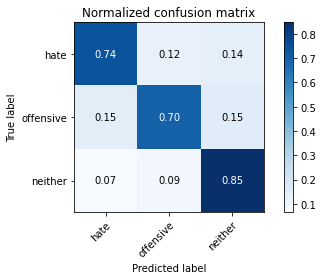 Normalized confusion matrix
True label
hate
0.74 0.12 0.14
offensive
0.15 0.70 0.15
neither
0.07 0.09 0.85
hate offensive neither
Predicted label
0.8
0.7
0.6
0.5
0.4
0.3
0.2
0.1